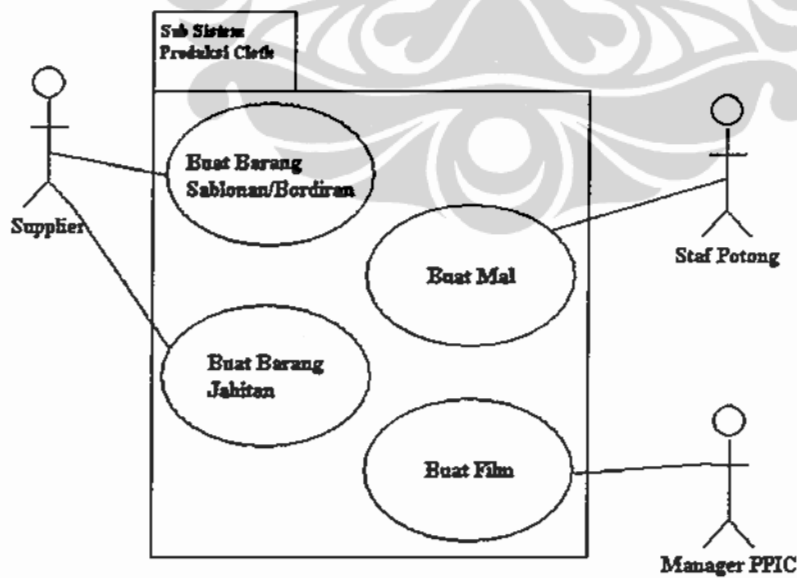 Sub Sistem
Produksi Cloth
Buat Barang
Sablonan/Bordiran
Supplier
Buat Mal
Staf Potong
Buat Barang
Jahitan
Buat Film
Manager PPIC